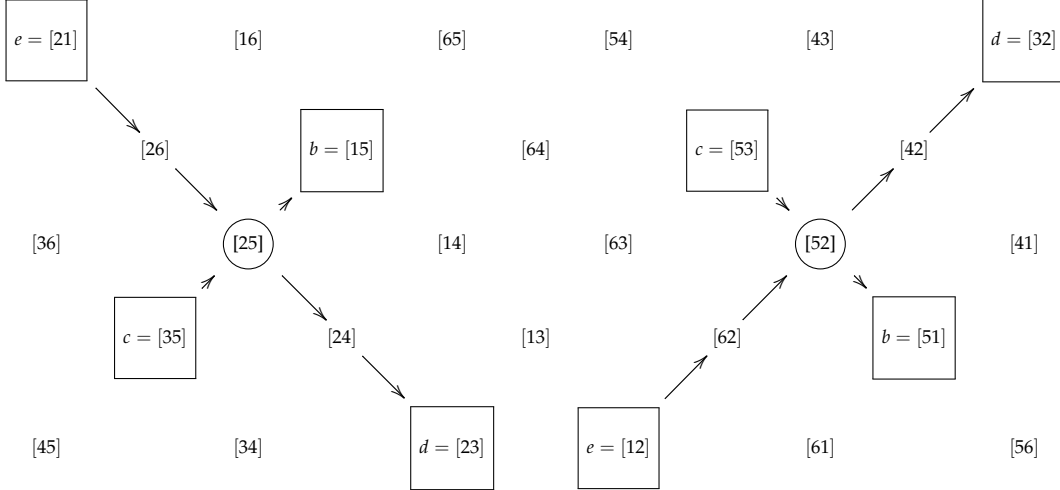 e = [21] [16] [65] [54] [43] d = [32]
[26] b = [15] [64] c = [53] [42]
[36] [25] [14] [63] [52] [41]
c = [35] [24] [13] [62] b = [51]
[45] [34] d = [23] e = [12] [61] [56]